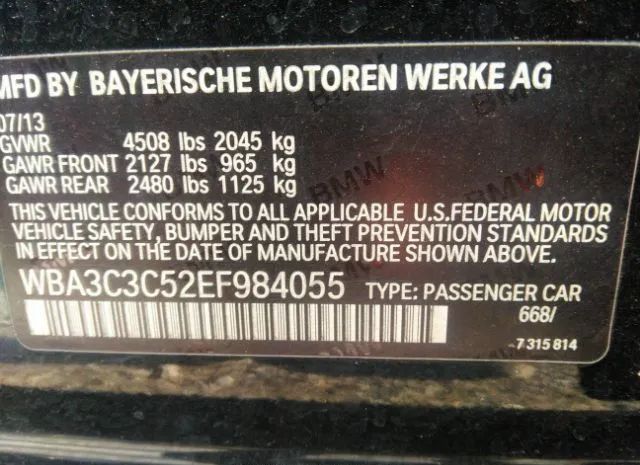 MFD BY BAYERISCHE MOTOREN WERKE AG
07/13
GVWR 4508 lbs 2045 kg
GAWR FRONT 2127 lbs 965 kg
GAWR REAR 2480 lbs 1125 kg
THIS VEHICLE CONFORMS TO ALL APPLICABLE U.S.FEDERAL MOTOR
VEHICLE SAFETY, BUMPER AND THEFT PREVENTION STANDARDS
IN EFFECT ON THE DATE OF MANUFACTURE SHOWN ABOVE.
WBA3C3C52EF984055 TYPE: PASSENGER CAR
668/
7 315 814
BMW